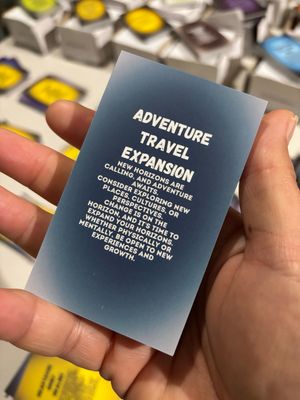 ADVENTURE
TRAVEL
EXPANSION
NEW HORIZONS ARE
CALLING, AND ADVENTURE
AWAITS.
CONSIDER EXPLORING NEW
PLACES, CULTURES, OR
PERSPECTIVES.
CHANGE IS ON THE
HORIZON, AND IT'S TIME TO
EXPAND YOUR HORIZONS.
WHETHER PHYSICALLY OR
MENTALLY, BE OPEN TO NEW
EXPERIENCES AND
GROWTH.